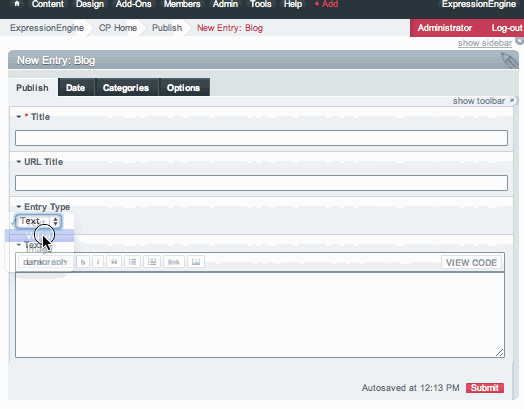 Content Design Add-Ons Members Admin Tools Help + Add ExpressionEngine
ExpressionEngine CP Home Publish New Entry: Blog Administrator Log-out
show sidebar
New Entry: Blog
Publish Date Categories Options
show toolbar
* Title
URL Title
Entry Type
Text
Text
b i link VIEW CODE
Autosaved at 12:13 PM Submit